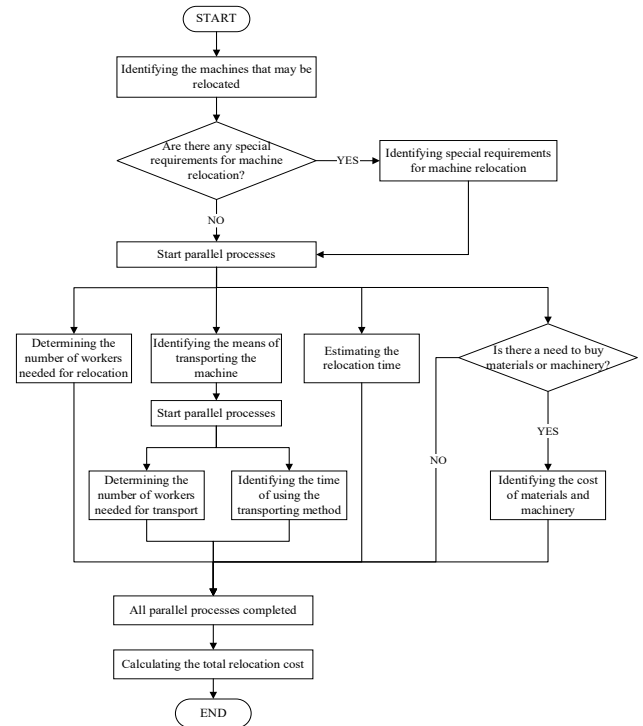 START
Identifying the machines that may be
relocated
Are there any special
requirements for machine
relocation?
YES
Identifying special requirements
for machine relocation
NO
Start parallel processes
Determining the
number of workers
needed for relocation
Identifying the means of
transporting the
machine
Estimating the
relocation time
Is there a need to buy
materials or machinery?
Start parallel processes
YES
NO
Determining the
number of workers
needed for transport
Identifying the time
of using the
transporting method
Identifying the cost
of materials and
machinery
All parallel processes completed
Calculating the total relocation cost
END